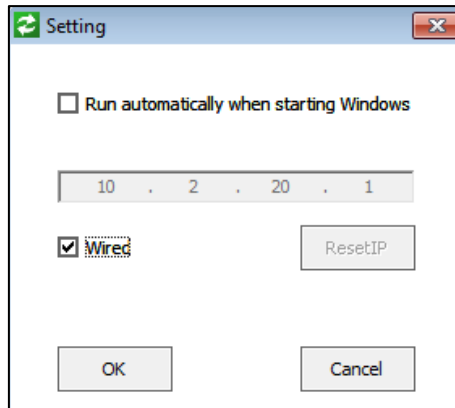 Setting
Run automatically when starting Windows
10 . 2 . 20 . 1
Wired
ResetIP
OK
Cancel